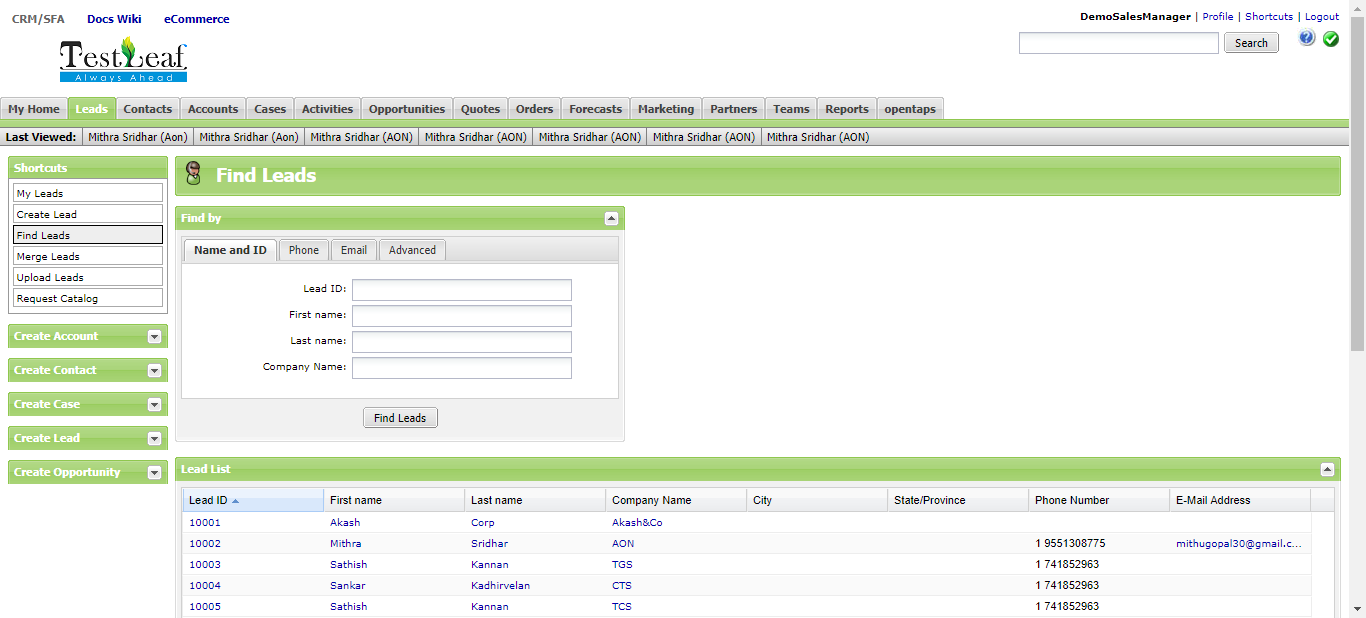 CRM/SFA Docs Wiki eCommerce
DemoSalesManager | Profile | Shortcuts | Logout
TestLeaf
Always Ahead
Search
?
My Home Leads Contacts Accounts Cases Activities Opportunities Quotes Orders Forecasts Marketing Partners Teams Reports opentaps
Last Viewed: Mithra Sridhar (Aon) Mithra Sridhar (Aon) Mithra Sridhar (AON) Mithra Sridhar (AON) Mithra Sridhar (AON) Mithra Sridhar (AON) Mithra Sridhar (AON)
Shortcuts
My Leads
Create Lead
Find Leads
Merge Leads
Upload Leads
Request Catalog
Create Account
Create Contact
Create Case
Create Lead
Create Opportunity
Find Leads
Find by
Name and ID Phone Email Advanced
Lead ID:
First name:
Last name:
Company Name:
Find Leads
Lead List
Lead ID First name Last name Company Name City State/Province Phone Number E-Mail Address
10001 Akash Corp Akash&Co
10002 Mithra Sridhar AON 1 9551308775 mithugopal30@gmail.c...
10003 Sathish Kannan TGS 1 741852963
10004 Sankar Kadhirvelan CTS 1 741852963
10005 Sathish Kannan TCS 1 741852963